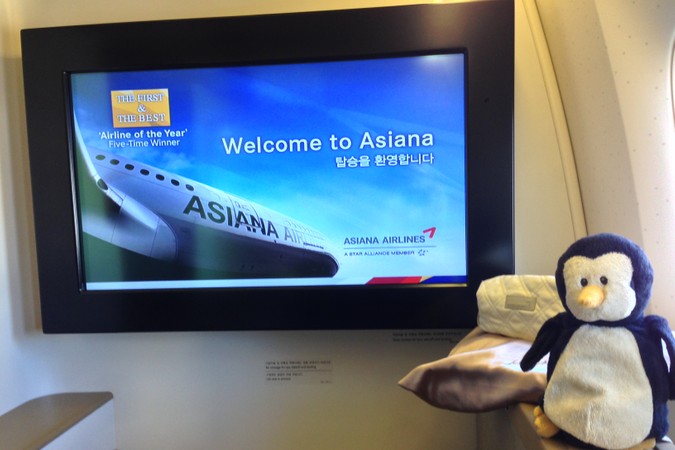 THE FIRST
&
THE BEST
'Airline of the Year'
Five-Time Winner
Welcome to Asiana
탑승을 환영합니다
ASIANA AIR
ASIANA AIRLINES
A STAR ALLIANCE MEMBER